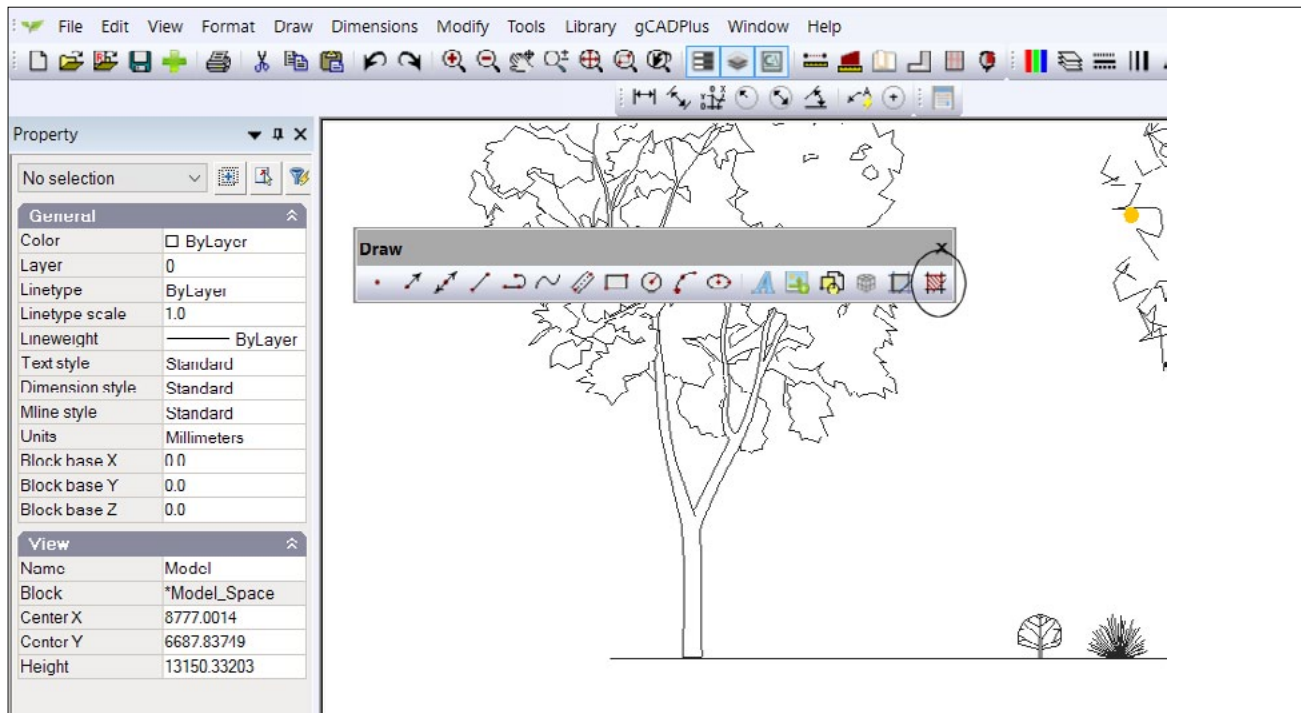 File Edit View Format Draw Dimensions Modify Tools Library gCADPlus Window Help
Property
No selection
General
Color ByLayer
Layer 0
Linetype ByLayer
Linetype scale 1.0
Lineweight ByLayer
Text style Standard
Dimension style Standard
Mline style Standard
Units Millimeters
Block base X 0.0
Block base Y 0.0
Block base Z 0.0
View
Name Model
Block *Model_Space
Center X 8777.0014
Center Y 6687.83749
Height 13150.33203
Draw